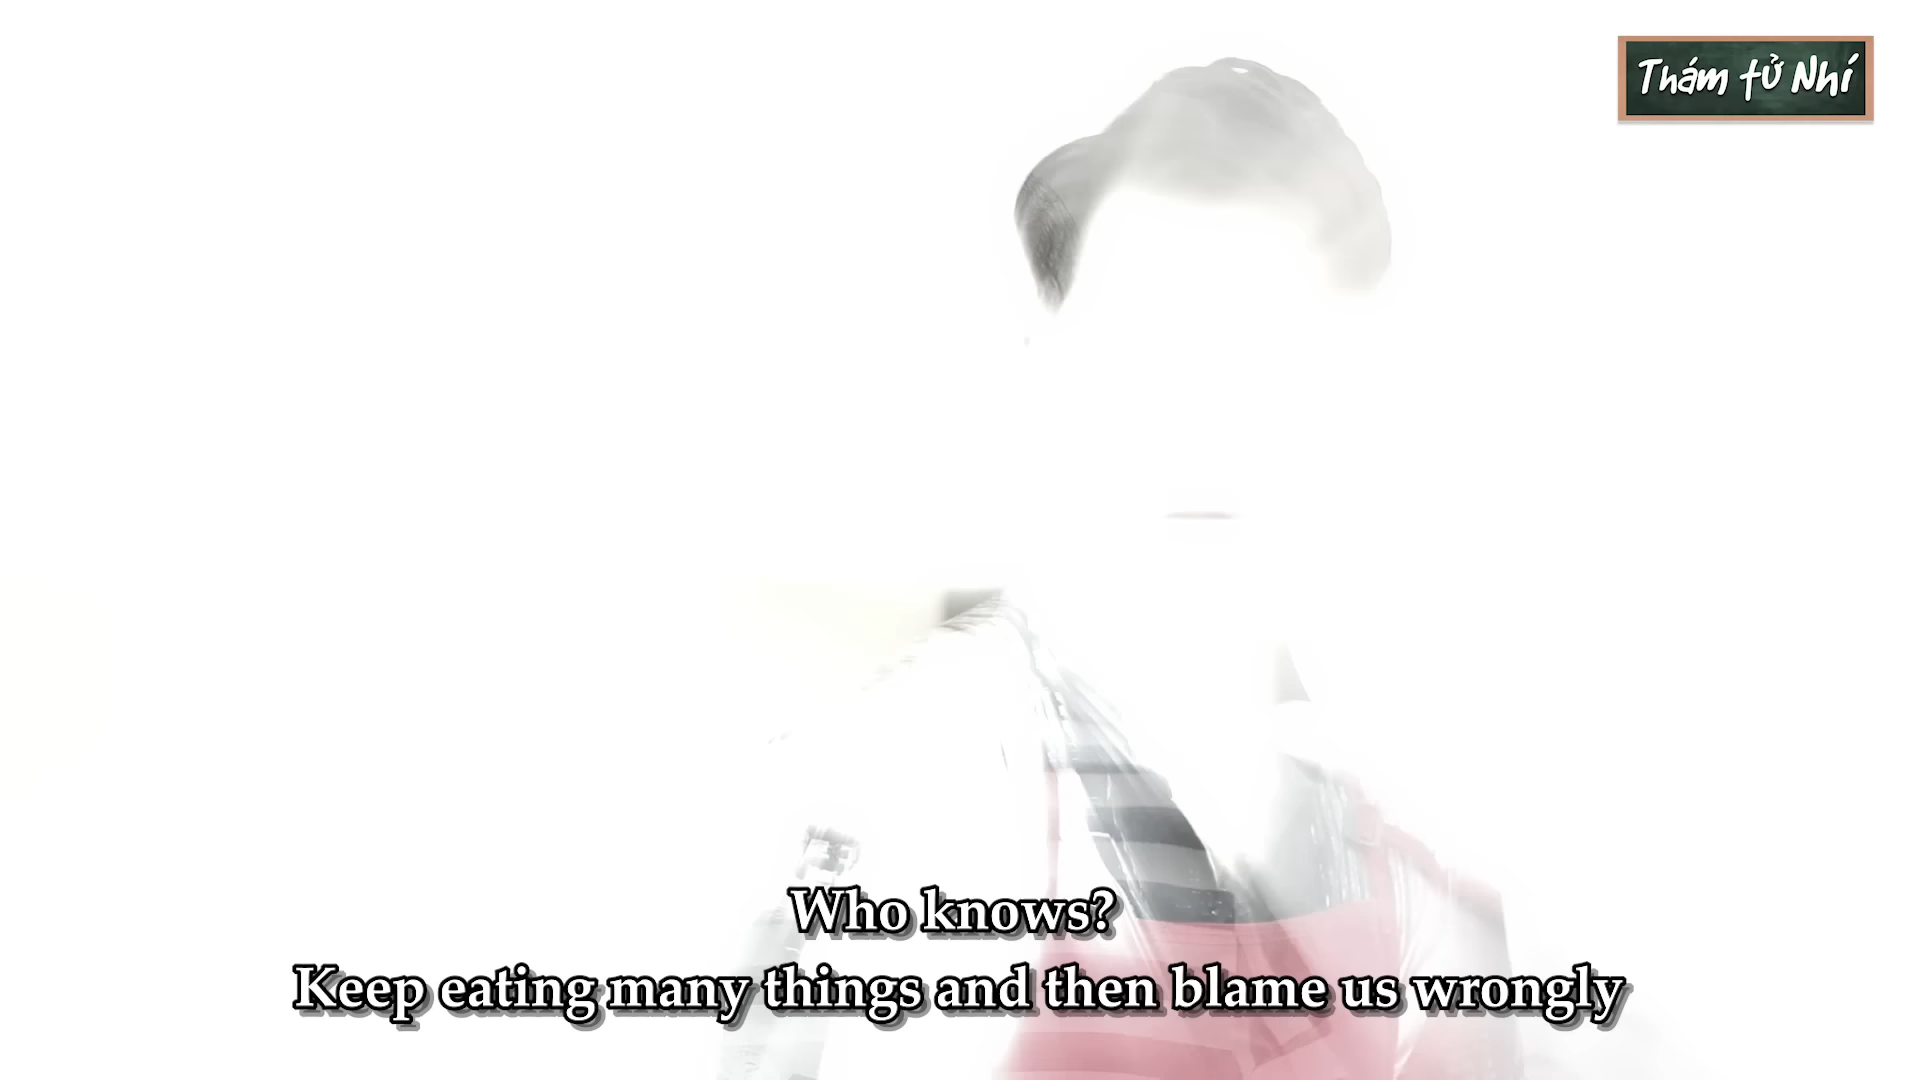 Thám tử Nhí
Who knows?
Keep eating many things and then blame us wrongly